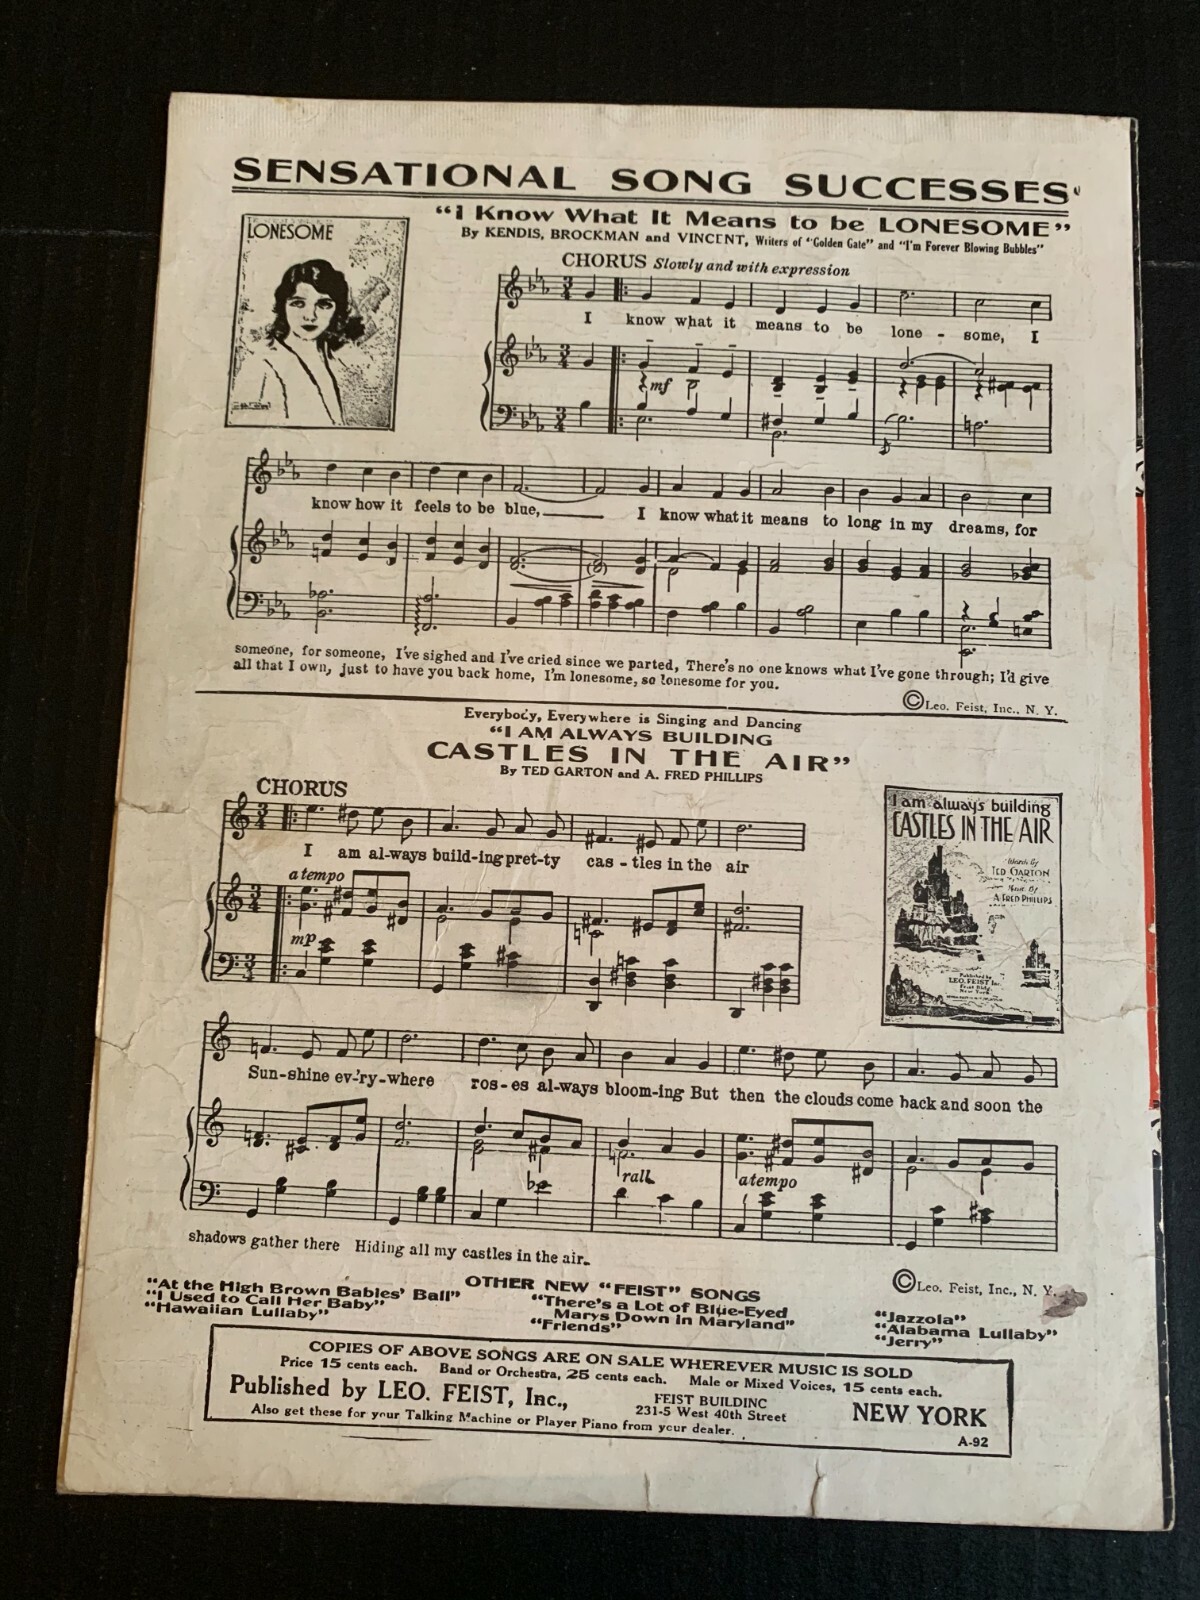 SENSATIONAL SONG SUCCESSES
"I Know What It Means to be LONESOME"
By KENDIS, BROCKMAN and VINCENT, Writers of "Golden Gate" and "I'm Forever Blowing Bubbles"
LONESOME
CHORUS Slowly and with expression
I know what it means to be lone - some, I
mf
know how it feels to be blue, I know what it means to long in my dreams, for
someone, for someone, I've sighed and I've cried since we parted, There's no one knows what I've gone through; I'd give
all that I own, just to have you back home, I'm lonesome, so lonesome for you.
©Leo. Feist, Inc., N. Y.
Everybody, Everywhere is Singing and Dancing
"I AM ALWAYS BUILDING
CASTLES IN THE AIR"
By TED GARTON and A. FRED PHILLIPS
CHORUS
I am al-ways build-ing pret-ty cas - tles in the air
a tempo
mp
I am always building
CASTLES IN THE AIR
Words By
TED GARTON
Music By
A. FRED PHILLIPS
Published by
LEO. FEIST Inc.
Feist Bldg.
New York
Sun-shine ev-'ry-where ros-es al-ways bloom-ing But then the clouds come back and soon the
rall
a tempo
shadows gather there Hiding all my castles in the air.
©Leo. Feist, Inc., N. Y.
OTHER NEW "FEIST" SONGS
"At the High Brown Babies' Ball"
"I Used to Call Her Baby"
"Hawaiian Lullaby"
"There's a Lot of Blue-Eyed
Marys Down in Maryland"
"Friends"
"Jazzola"
"Alabama Lullaby"
"Jerry"
COPIES OF ABOVE SONGS ARE ON SALE WHEREVER MUSIC IS SOLD
Price 15 cents each. Band or Orchestra, 25 cents each. Male or Mixed Voices, 15 cents each.
Published by LEO. FEIST, Inc., FEIST BUILDING
231-5 West 40th Street NEW YORK
Also get these for your Talking Machine or Player Piano from your dealer.
A-92